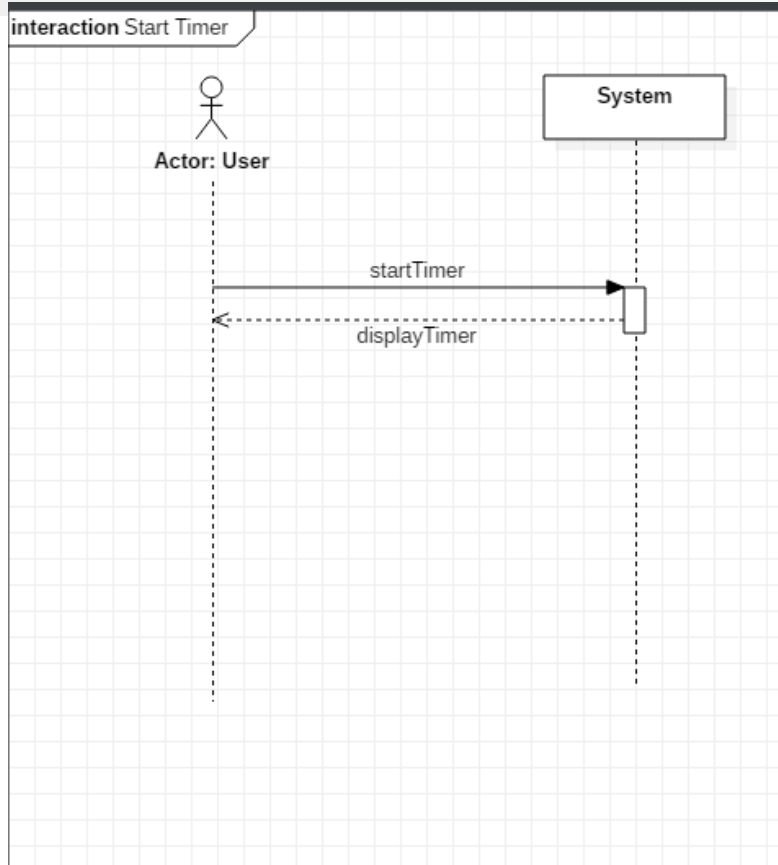 interaction Start Timer
System
Actor: User
startTimer
displayTimer